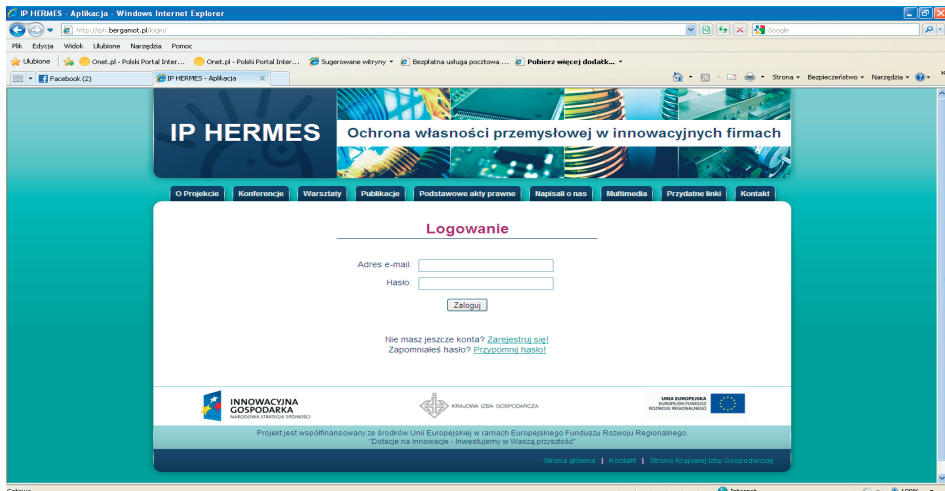 IP HERMES - Aplikacja - Windows Internet Explorer
http://iph.bergamot.pl/login/
Google
Plik Edycja Widok Ulubione Narzędzia Pomoc
Ulubione Onet.pl - Polski Portal Inter... Onet.pl - Polski Portal Inter... Sugerowane witryny Bezpłatna usługa pocztowa ... Pobierz więcej dodatk...
Facebook (2) IP HERMES - Aplikacja Strona Bezpieczeństwo Narzędzia
IP HERMES
Ochrona własności przemysłowej w innowacyjnych firmach
O Projekcie Konferencje Warsztaty Publikacje Podstawowe akty prawne Napisali o nas Multimedia Przydatne linki Kontakt
Logowanie
Adres e-mail:
Hasło:
Zaloguj
Nie masz jeszcze konta? Zarejestruj się!
Zapomniałeś hasło? Przypomnij hasło!
INNOWACYJNA
GOSPODARKA
NARODOWA STRATEGIA SPÓJNOŚCI
KRAJOWA IZBA GOSPODARCZA
UNIA EUROPEJSKA
EUROPEJSKI FUNDUSZ
ROZWOJU REGIONALNEGO
Projekt jest współfinansowany ze środków Unii Europejskiej w ramach Europejskiego Funduszu Rozwoju Regionalnego.
"Dotacje na innowacje - Inwestujemy w Waszą przyszłość"
Strona główna | Kontakt | Strona Krajowej Izby Gospodarczej